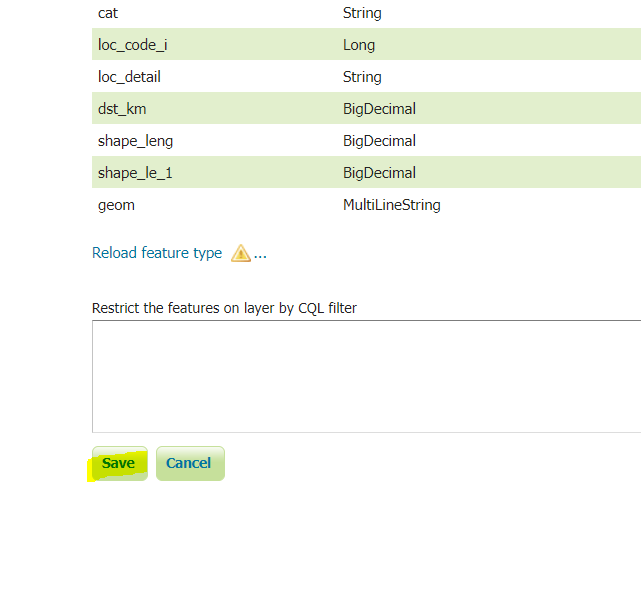 cat String
loc_code_i Long
loc_detail String
dst_km BigDecimal
shape_leng BigDecimal
shape_le_1 BigDecimal
geom MultiLineString
Reload feature type ...
Restrict the features on layer by CQL filter
Save Cancel